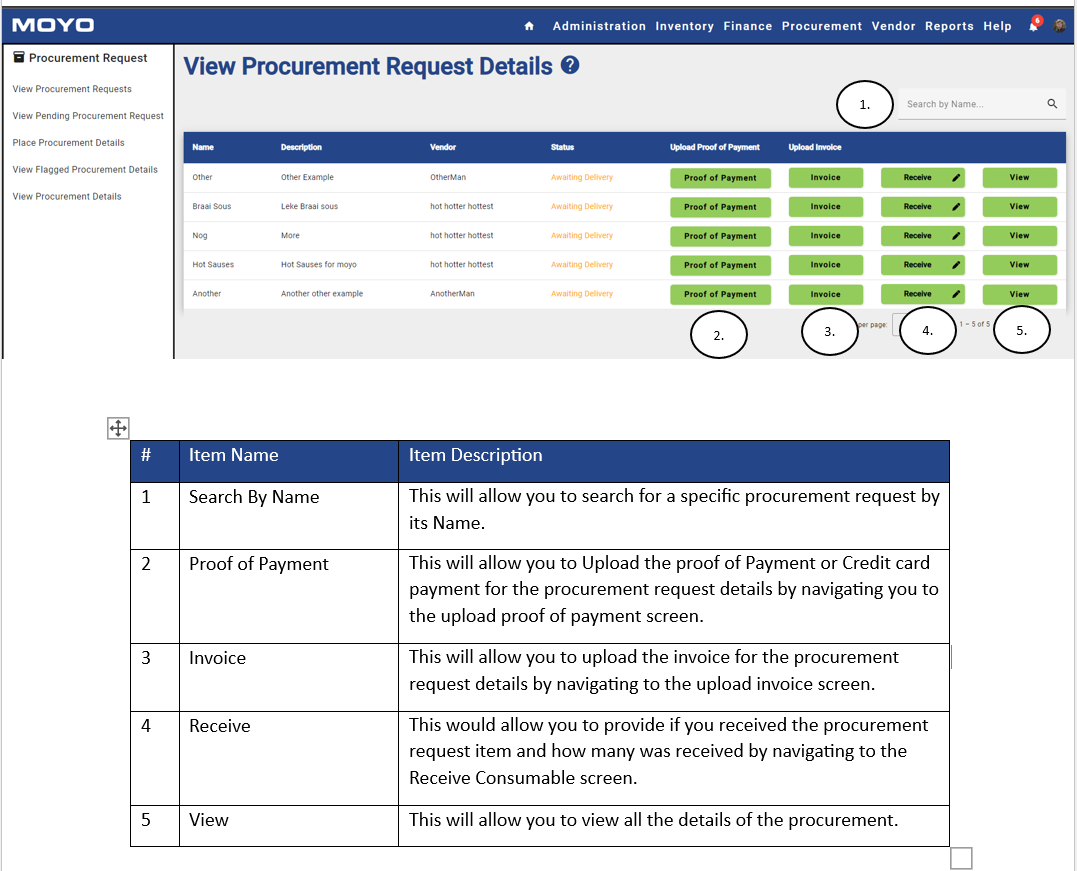 MOYO
Administration Inventory Finance Procurement Vendor Reports Help 6
Procurement Request
View Procurement Requests
View Pending Procurement Request
Place Procurement Details
View Flagged Procurement Details
View Procurement Details
View Procurement Request Details ?
1.
Search by Name...
Name Description Vendor Status Upload Proof of Payment Upload Invoice
Other Other Example OtherMan Awaiting Delivery Proof of Payment Invoice Receive View
Braai Sous Leke Braai sous hot hotter hottest Awaiting Delivery Proof of Payment Invoice Receive View
Nog More hot hotter hottest Awaiting Delivery Proof of Payment Invoice Receive View
Hot Sauses Hot Sauses for moyo hot hotter hottest Awaiting Delivery Proof of Payment Invoice Receive View
Another Another other example AnotherMan Awaiting Delivery Proof of Payment Invoice Receive View
per page: 1 – 5 of 5
2. 3. 4. 5.
# Item Name Item Description
1 Search By Name This will allow you to search for a specific procurement request by
its Name.
2 Proof of Payment This will allow you to Upload the proof of Payment or Credit card
payment for the procurement request details by navigating you to
the upload proof of payment screen.
3 Invoice This will allow you to upload the invoice for the procurement
request details by navigating to the upload invoice screen.
4 Receive This would allow you to provide if you received the procurement
request item and how many was received by navigating to the
Receive Consumable screen.
5 View This will allow you to view all the details of the procurement.